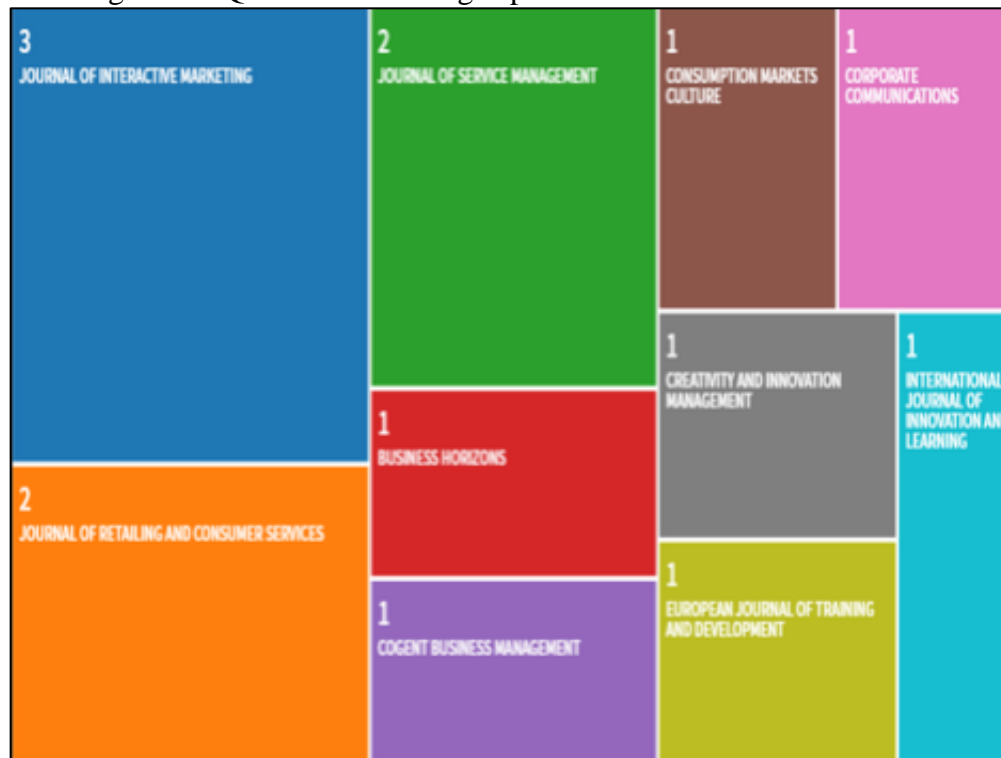 3
JOURNAL OF INTERACTIVE MARKETING
2
JOURNAL OF RETAILING AND CONSUMER SERVICES
2
JOURNAL OF SERVICE MANAGEMENT
1
BUSINESS HORIZONS
1
COGENT BUSINESS MANAGEMENT
1
CONSUMPTION MARKETS
CULTURE
1
CORPORATE
COMMUNICATIONS
1
CREATIVITY AND INNOVATION
MANAGEMENT
1
EUROPEAN JOURNAL OF TRAINING
AND DEVELOPMENT
1
INTERNATIONAL
JOURNAL OF
INNOVATION AN
LEARNING